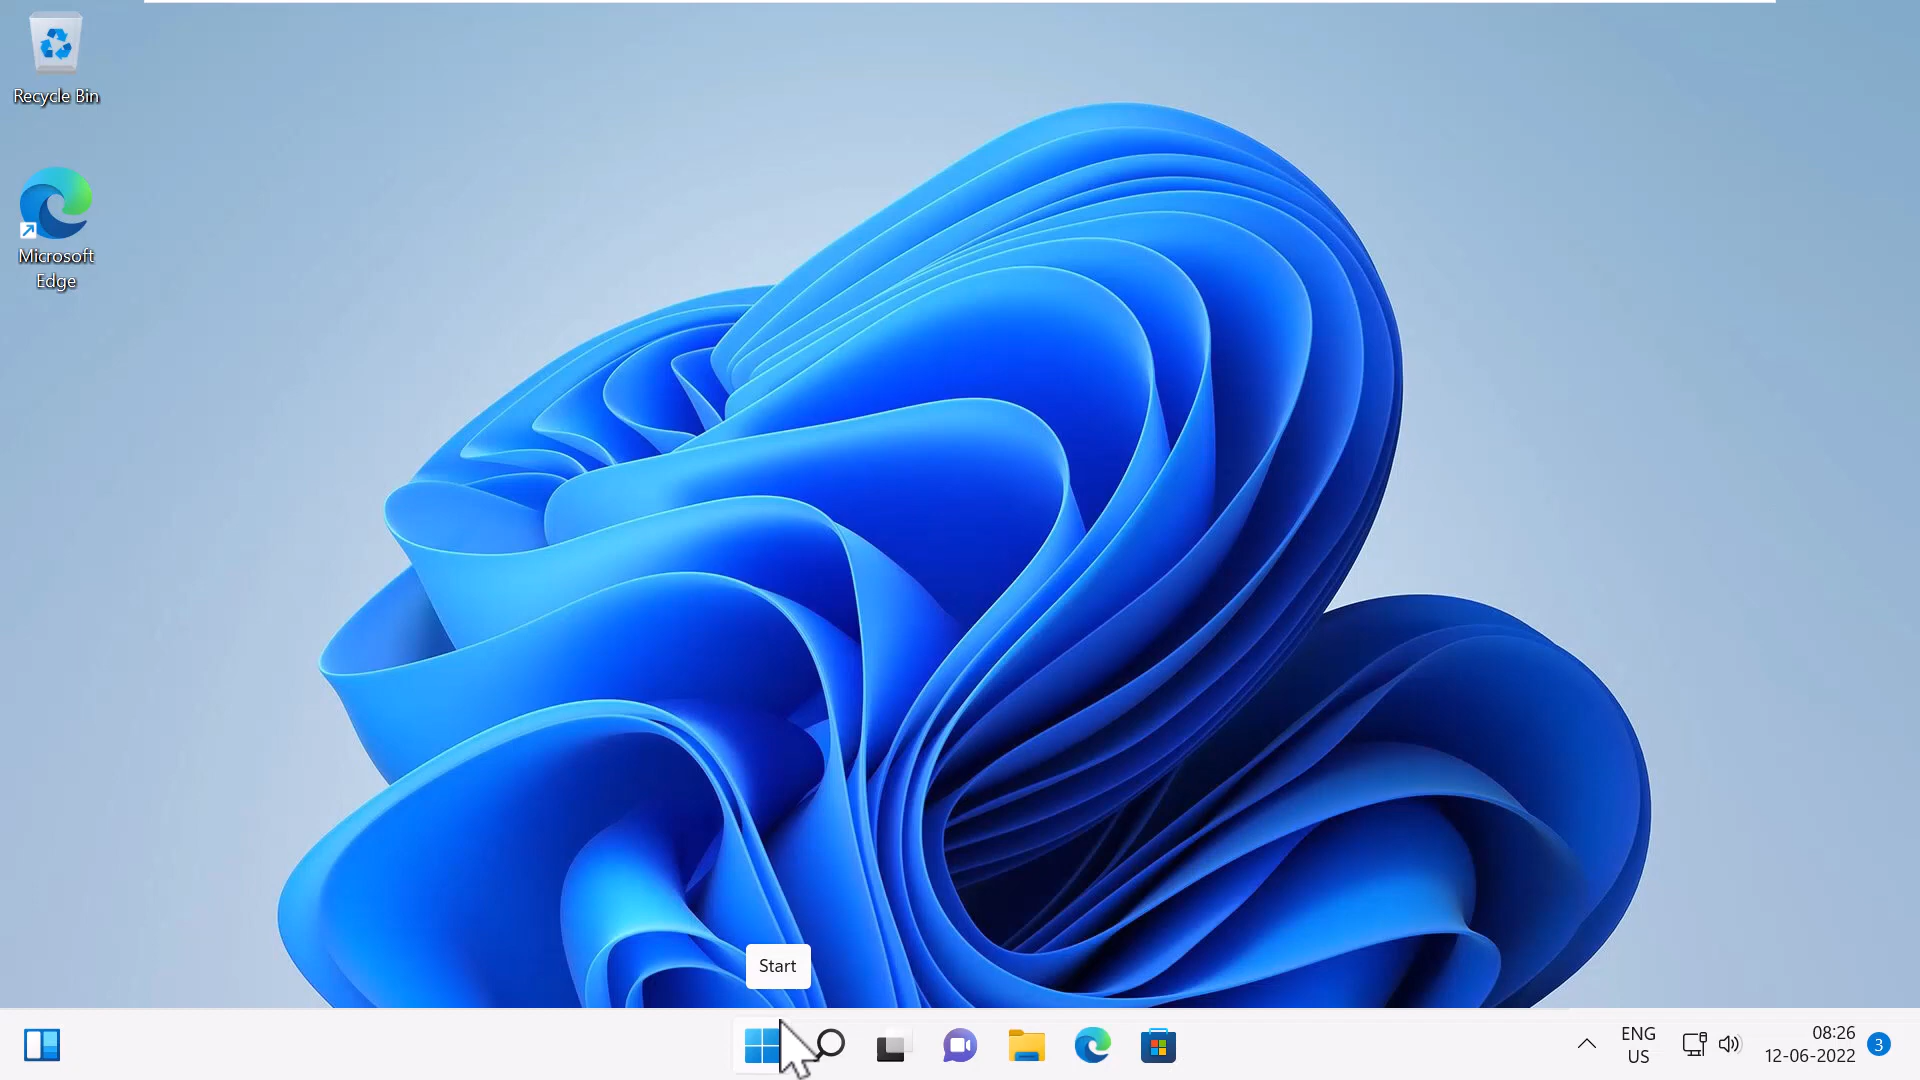 Recycle Bin
Microsoft
Edge
Start
ENG
US
08:26
12-06-2022
3